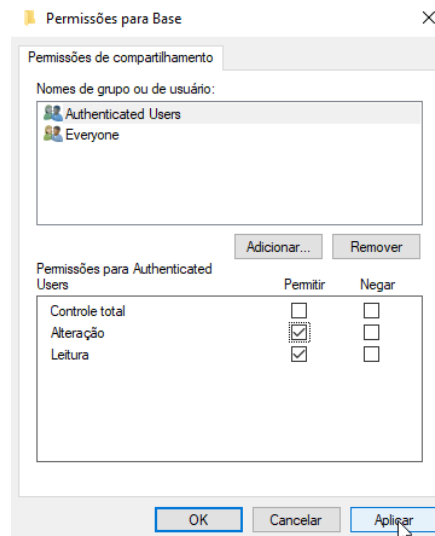 Permissões para Base
Permissões de compartilhamento
Nomes de grupo ou de usuário:
Authenticated Users
Everyone
Adicionar... Remover
Permissões para Authenticated
Users Permitir Negar
Controle total
Alteração
Leitura
OK Cancelar Aplicar